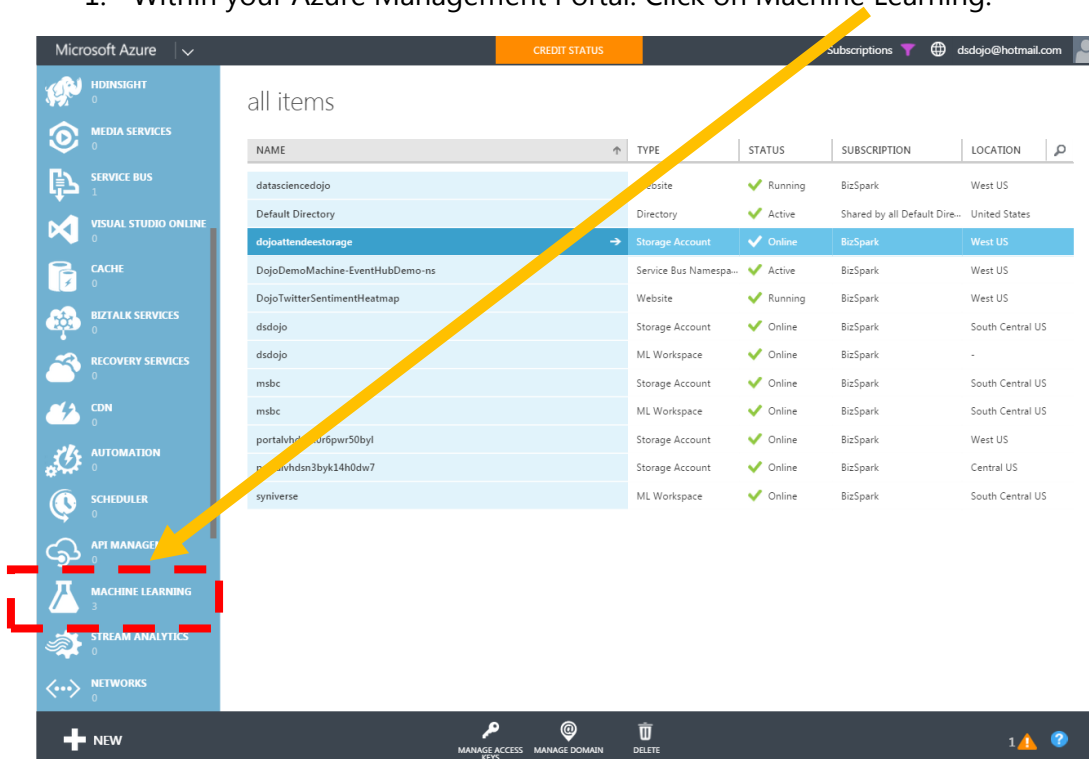 1. Within your Azure Management Portal. Click on Machine Learning.
Microsoft Azure
CREDIT STATUS
Subscriptions
dsdojo@hotmail.com
HDINSIGHT
0
MEDIA SERVICES
0
SERVICE BUS
1
VISUAL STUDIO ONLINE
0
CACHE
0
BIZTALK SERVICES
0
RECOVERY SERVICES
0
CDN
0
AUTOMATION
0
SCHEDULER
0
API
0
MACHINE LEARNING
3
STREAM ANALYTICS
0
NETWORKS
0
all items
NAME TYPE STATUS SUBSCRIPTION LOCATION
datasciencedojo Website Running BizSpark West US
Default Directory Directory Active Shared by all Default Dire... United States
dojoattendeestorage Storage Account Online BizSpark West US
DojoDemoMachine-EventHubDemo-ns Service Bus Namespa... Active BizSpark West US
DojoTwitterSentimentHeatmap Website Running BizSpark West US
dsdojo Storage Account Online BizSpark South Central US
dsdojo ML Workspace Online BizSpark -
msbc Storage Account Online BizSpark South Central US
msbc ML Workspace Online BizSpark South Central US
Storage Account Online BizSpark West US
Storage Account Online BizSpark Central US
syniverse ML Workspace Online BizSpark South Central US
NEW
MANAGE ACCESS KEYS
MANAGE DOMAIN
DELETE
1